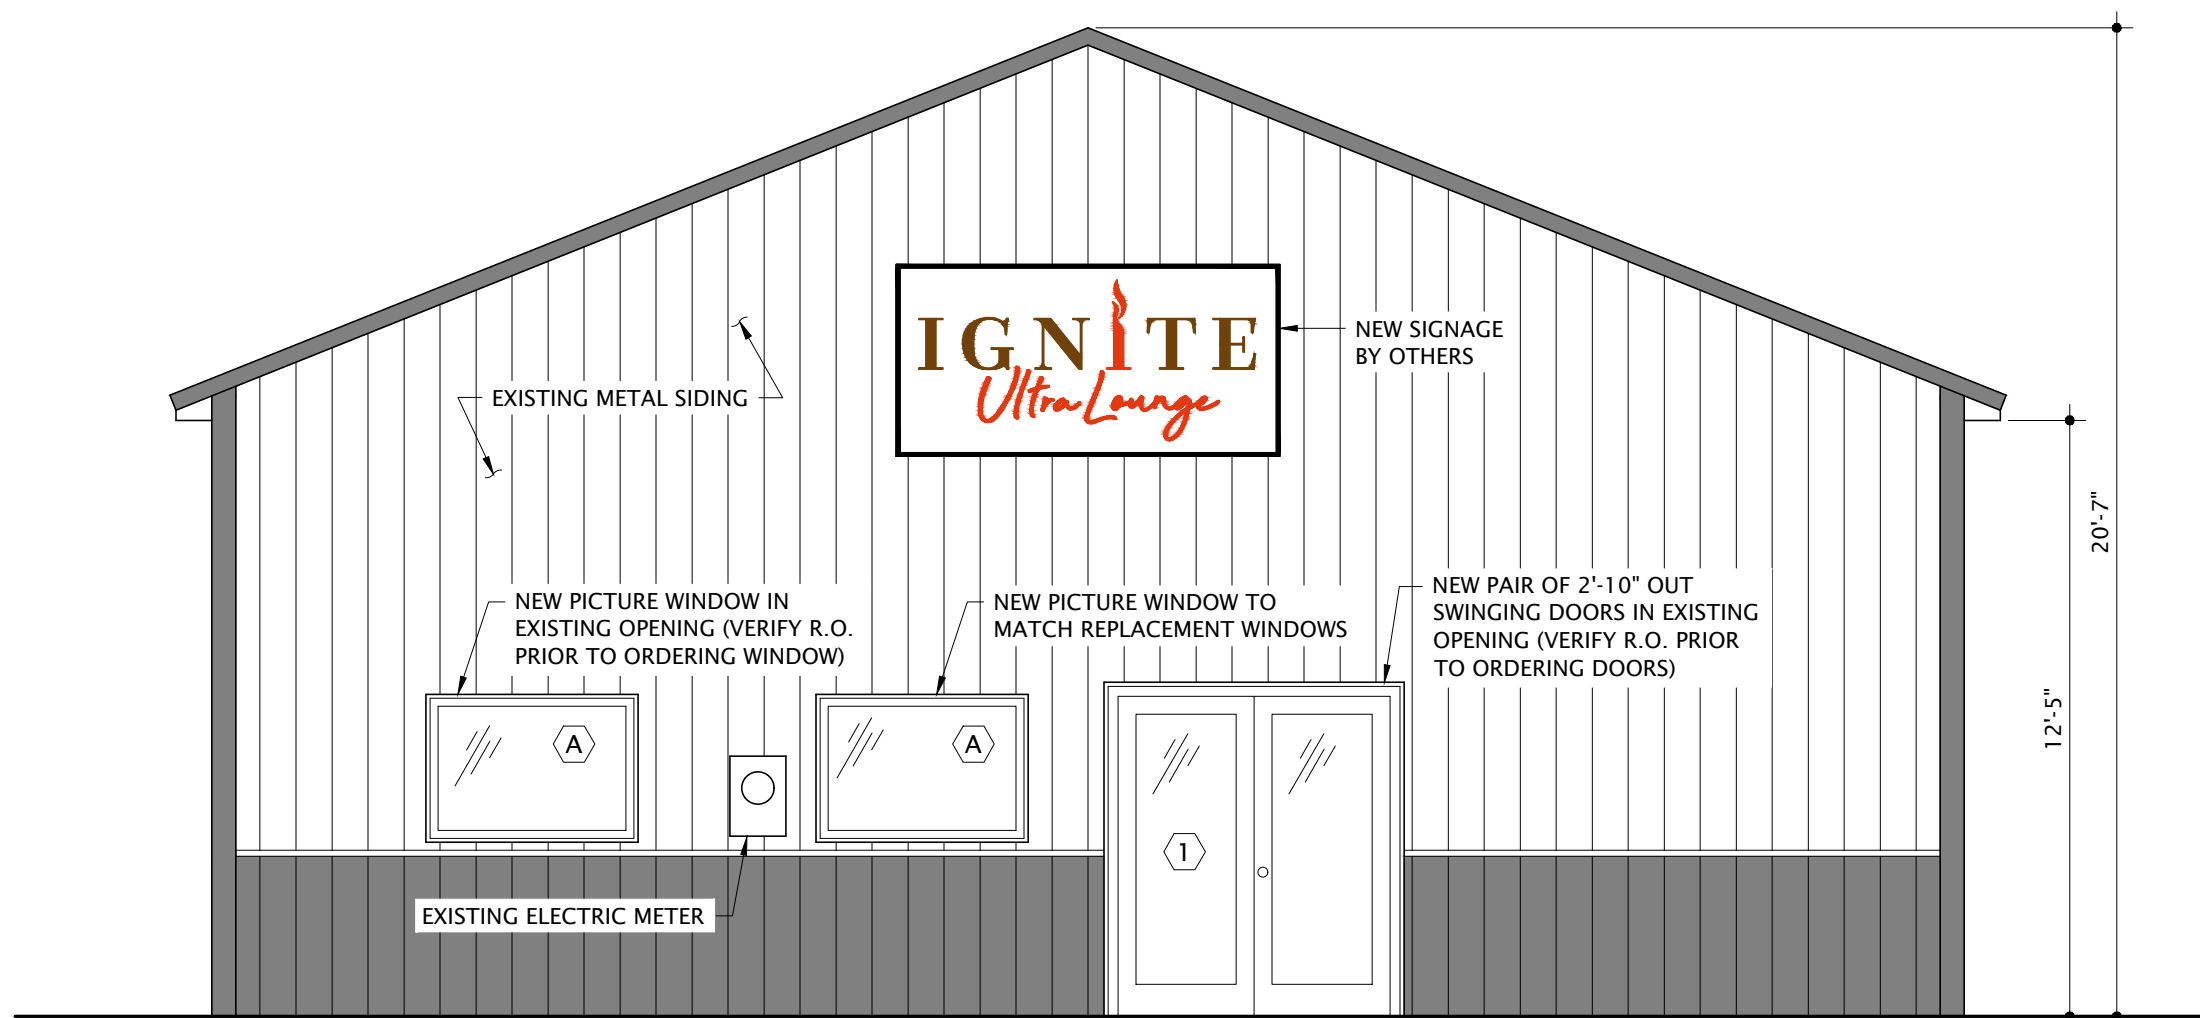 IGNITE
Ultra Lounge
NEW SIGNAGE
BY OTHERS
EXISTING METAL SIDING
20'-7"
12'-5"
NEW PICTURE WINDOW IN
EXISTING OPENING (VERIFY R.O.
PRIOR TO ORDERING WINDOW)
NEW PICTURE WINDOW TO
MATCH REPLACEMENT WINDOWS
NEW PAIR OF 2'-10" OUT
SWINGING DOORS IN EXISTING
OPENING (VERIFY R.O. PRIOR
TO ORDERING DOORS)
A
A
1
EXISTING ELECTRIC METER